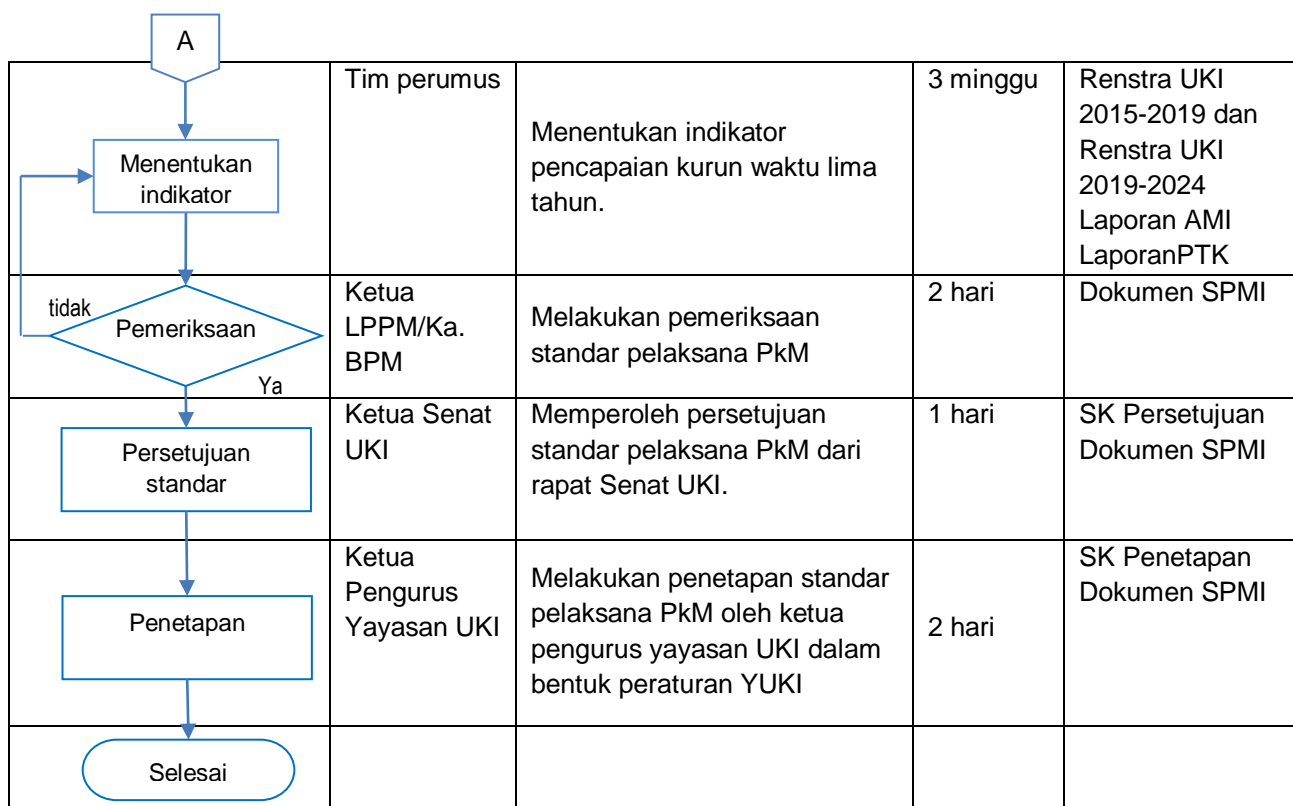 A
Menentukan
indikator
Tim perumus
Menentukan indikator
pencapaian kurun waktu lima
tahun.
3 minggu
Renstra UKI
2015-2019 dan
Renstra UKI
2019-2024
Laporan AMI
LaporanPTK
tidak
Pemeriksaan
Ya
Ketua
LPPM/Ka.
BPM
Melakukan pemeriksaan
standar pelaksana PkM
2 hari
Dokumen SPMI
Persetujuan
standar
Ketua Senat
UKI
Memperoleh persetujuan
standar pelaksana PkM dari
rapat Senat UKI.
1 hari
SK Persetujuan
Dokumen SPMI
Penetapan
Ketua
Pengurus
Yayasan UKI
Melakukan penetapan standar
pelaksana PkM oleh ketua
pengurus yayasan UKI dalam
bentuk peraturan YUKI
2 hari
SK Penetapan
Dokumen SPMI
Selesai